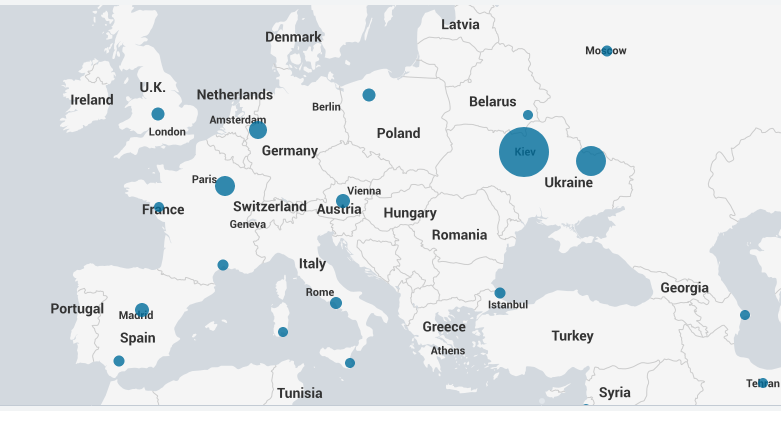 Latvia
Denmark
Moscow
U.K.
Netherlands
Ireland
Belarus
Berlin
Amsterdam
London
Poland
Germany
Kiev
Paris
Ukraine
Vienna
France
Switzerland
Austria
Hungary
Geneva
Romania
Italy
Georgia
Rome
Istanbul
Portugal
Madrid
Greece
Spain
Turkey
Athens
Tehran
Tunisia
Syria